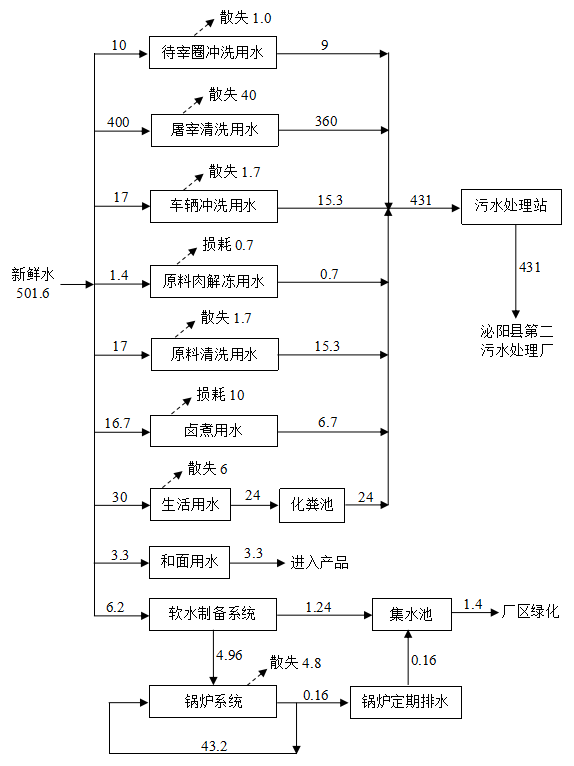 散失 1.0
10
待宰圈冲洗用水
9
散失 40
400
屠宰清洗用水
360
散失 1.7
17
车辆冲洗用水
15.3
431
污水处理站
431
泌阳县第二
污水处理厂
新鲜水
501.6
损耗 0.7
1.4
原料肉解冻用水
0.7
散失 1.7
17
原料清洗用水
15.3
损耗 10
16.7
卤煮用水
6.7
散失 6
30
生活用水
24
化粪池
24
3.3
和面用水
3.3
进入产品
6.2
软水制备系统
1.24
集水池
1.4
厂区绿化
4.96
0.16
散失 4.8
锅炉系统
0.16
锅炉定期排水
43.2